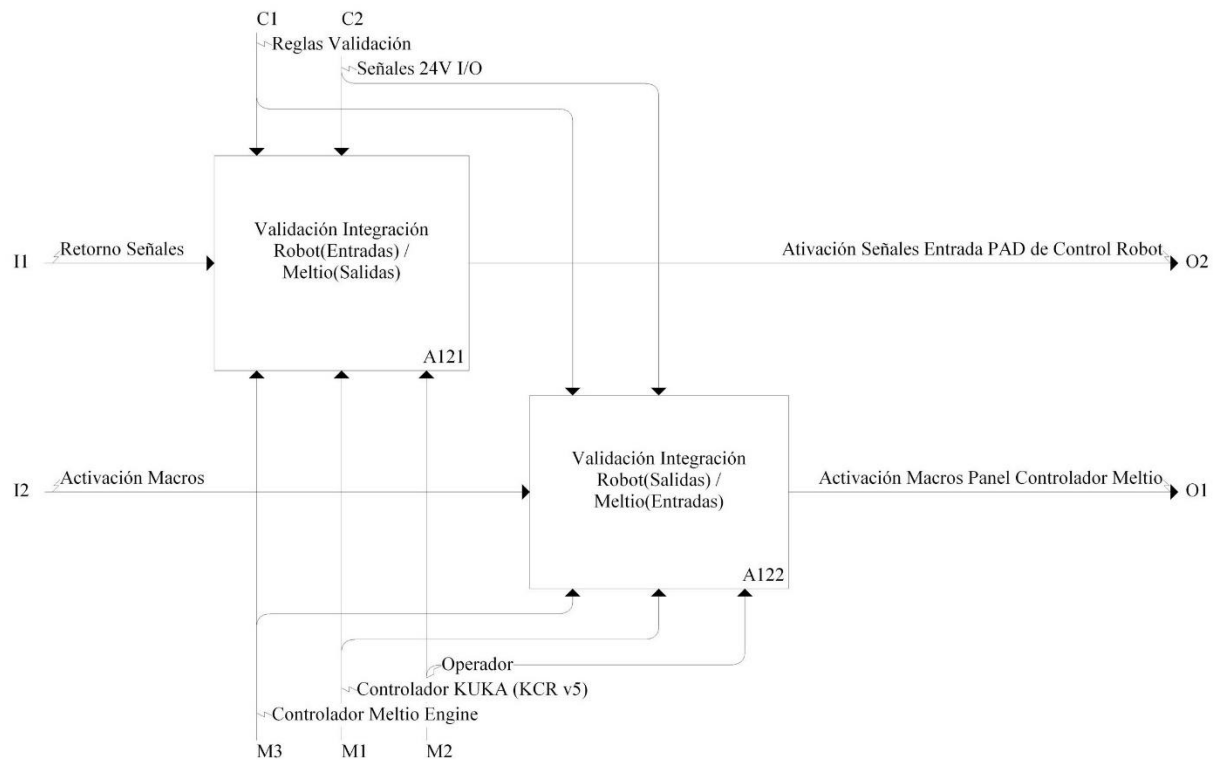 C1 C2
Reglas Validación
Señales 24V I/O
Validación Integración
Robot(Entradas) /
Meltio(Salidas)
A121
I1 Retorno Señales
Ativación Señales Entrada PAD de Control Robot O2
Validación Integración
Robot(Salidas) /
Meltio(Entradas)
A122
I2 Activación Macros
Activación Macros Panel Controlador Meltio O1
Operador
Controlador KUKA (KCR v5)
Controlador Meltio Engine
M3 M1 M2